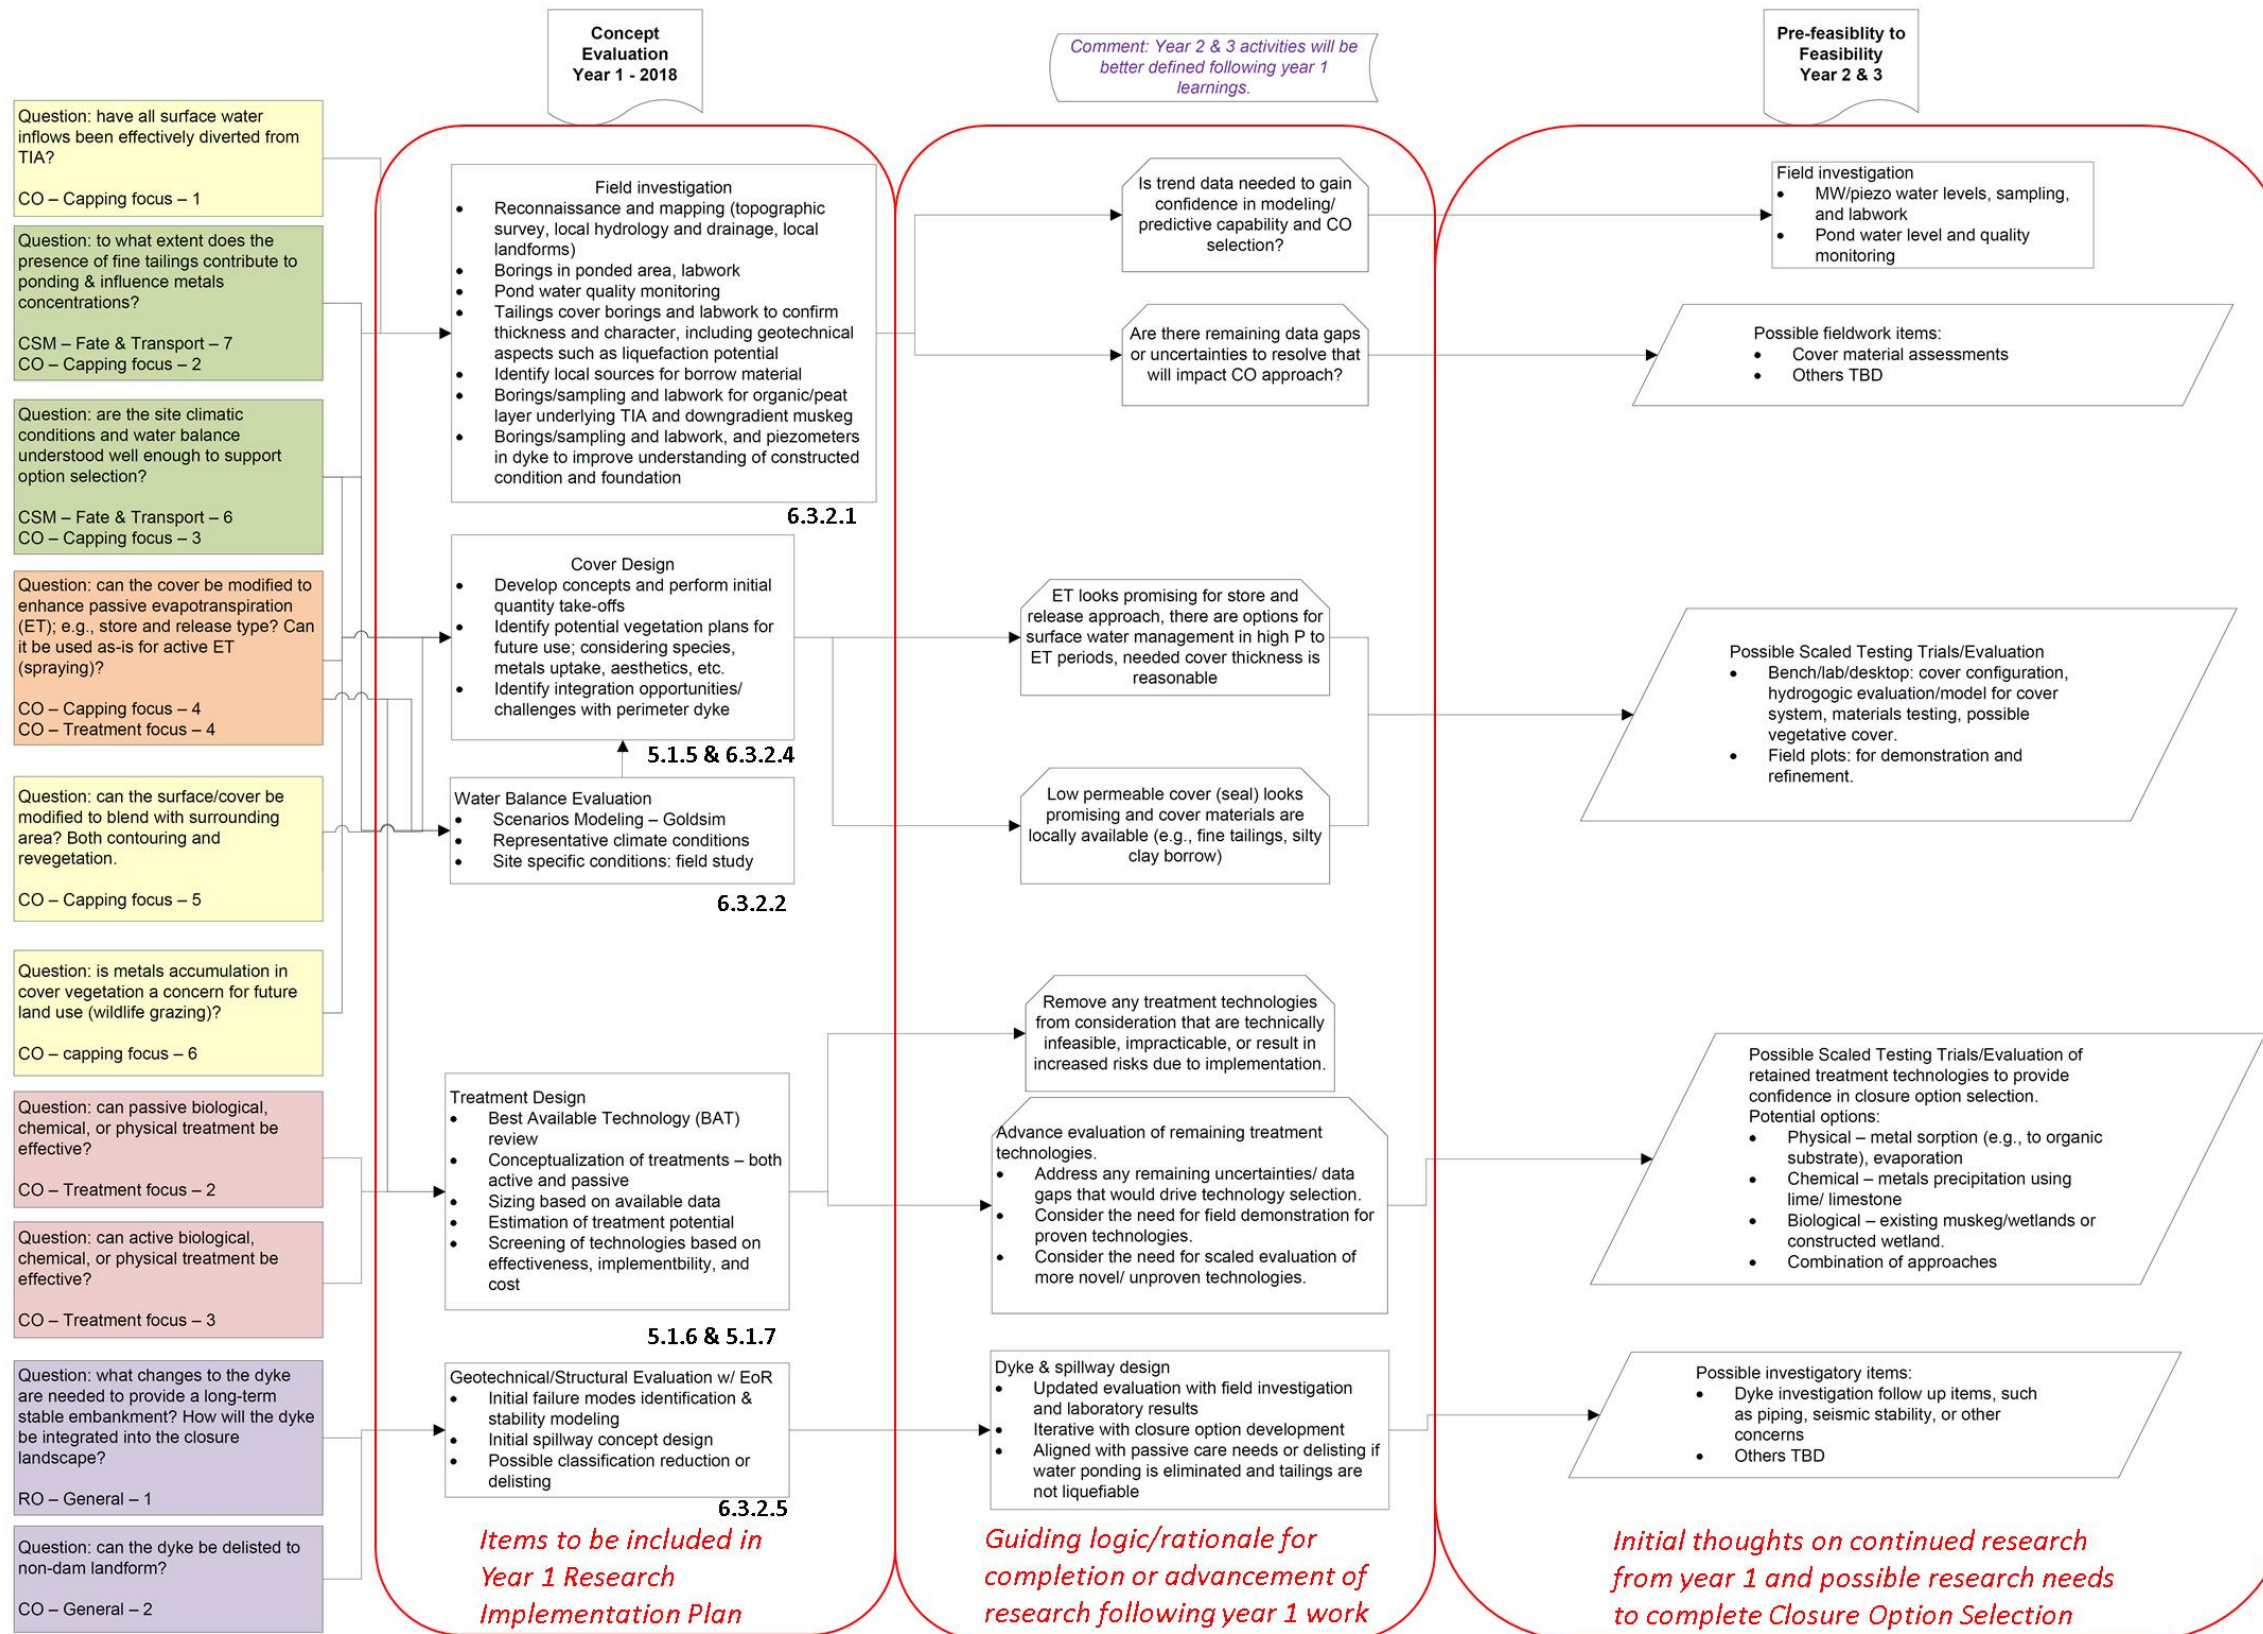 Concept
Evaluation
Year 1 - 2018
Comment: Year 2 & 3 activities will be
better defined following year 1
learnings.
Pre-feasiblity to
Feasibility
Year 2 & 3
Question: have all surface water
inflows been effectively diverted from
TIA?
CO – Capping focus – 1
Question: to what extent does the
presence of fine tailings contribute to
ponding & influence metals
concentrations?
CSM – Fate & Transport – 7
CO – Capping focus – 2
Question: are the site climatic
conditions and water balance
understood well enough to support
option selection?
CSM – Fate & Transport – 6
CO – Capping focus – 3
Question: can the cover be modified to
enhance passive evapotranspiration
(ET); e.g., store and release type? Can
it be used as-is for active ET
(spraying)?
CO – Capping focus – 4
CO – Treatment focus – 4
Question: can the surface/cover be
modified to blend with surrounding
area? Both contouring and
revegetation.
CO – Capping focus – 5
Question: is metals accumulation in
cover vegetation a concern for future
land use (wildlife grazing)?
CO – capping focus – 6
Question: can passive biological,
chemical, or physical treatment be
effective?
CO – Treatment focus – 2
Question: can active biological,
chemical, or physical treatment be
effective?
CO – Treatment focus – 3
Question: what changes to the dyke
are needed to provide a long-term
stable embankment? How will the dyke
be integrated into the closure
landscape?
RO – General – 1
Question: can the dyke be delisted to
non-dam landform?
CO – General – 2
Field investigation
• Reconnaissance and mapping (topographic
survey, local hydrology and drainage, local
landforms)
• Borings in ponded area, labwork
• Pond water quality monitoring
• Tailings cover borings and labwork to confirm
thickness and character, including geotechnical
aspects such as liquefaction potential
• Identify local sources for borrow material
• Borings/sampling and labwork for organic/peat
layer underlying TIA and downgradient muskeg
• Borings/sampling and labwork, and piezometers
in dyke to improve understanding of constructed
condition and foundation
6.3.2.1
Cover Design
• Develop concepts and perform initial
quantity take-offs
• Identify potential vegetation plans for
future use; considering species,
metals uptake, aesthetics, etc.
• Identify integration opportunities/
challenges with perimeter dyke
5.1.5 & 6.3.2.4
Water Balance Evaluation
• Scenarios Modeling – Goldsim
• Representative climate conditions
• Site specific conditions: field study
6.3.2.2
Treatment Design
• Best Available Technology (BAT)
review
• Conceptualization of treatments – both
active and passive
• Sizing based on available data
• Estimation of treatment potential
• Screening of technologies based on
effectiveness, implementbility, and
cost
5.1.6 & 5.1.7
Geotechnical/Structural Evaluation w/ EoR
• Initial failure modes identification &
stability modeling
• Initial spillway concept design
• Possible classification reduction or
delisting
6.3.2.5
Items to be included in
Year 1 Research
Implementation Plan
Is trend data needed to gain
confidence in modeling/
predictive capability and CO
selection?
Are there remaining data gaps
or uncertainties to resolve that
will impact CO approach?
ET looks promising for store and
release approach, there are options for
surface water management in high P to
ET periods, needed cover thickness is
reasonable
Low permeable cover (seal) looks
promising and cover materials are
locally available (e.g., fine tailings, silty
clay borrow)
Remove any treatment technologies
from consideration that are technically
infeasible, impracticable, or result in
increased risks due to implementation.
Advance evaluation of remaining treatment
technologies.
• Address any remaining uncertainties/ data
gaps that would drive technology selection.
• Consider the need for field demonstration for
proven technologies.
• Consider the need for scaled evaluation of
more novel/ unproven technologies.
Dyke & spillway design
• Updated evaluation with field investigation
and laboratory results
• Iterative with closure option development
• Aligned with passive care needs or delisting if
water ponding is eliminated and tailings are
not liquefiable
Guiding logic/rationale for
completion or advancement of
research following year 1 work
Field investigation
• MW/piezo water levels, sampling,
and labwork
• Pond water level and quality
monitoring
Possible fieldwork items:
• Cover material assessments
• Others TBD
Possible Scaled Testing Trials/Evaluation
• Bench/lab/desktop: cover configuration,
hydrogogic evaluation/model for cover
system, materials testing, possible
vegetative cover.
• Field plots: for demonstration and
refinement.
Possible Scaled Testing Trials/Evaluation of
retained treatment technologies to provide
confidence in closure option selection.
Potential options:
• Physical – metal sorption (e.g., to organic
substrate), evaporation
• Chemical – metals precipitation using
lime/ limestone
• Biological – existing muskeg/wetlands or
constructed wetland.
• Combination of approaches
Possible investigatory items:
• Dyke investigation follow up items, such
as piping, seismic stability, or other
concerns
• Others TBD
Initial thoughts on continued research
from year 1 and possible research needs
to complete Closure Option Selection